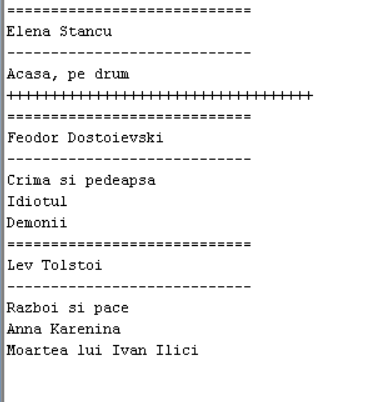 ============================
Elena Stancu
----------------------------
Acasa, pe drum
+++++++++++++++++++++++++++++++++++
============================
Feodor Dostoievski
----------------------------
Crima si pedeapsa
Idiotul
Demonii
============================
Lev Tolstoi
----------------------------
Razboi si pace
Anna Karenina
Moartea lui Ivan Ilici